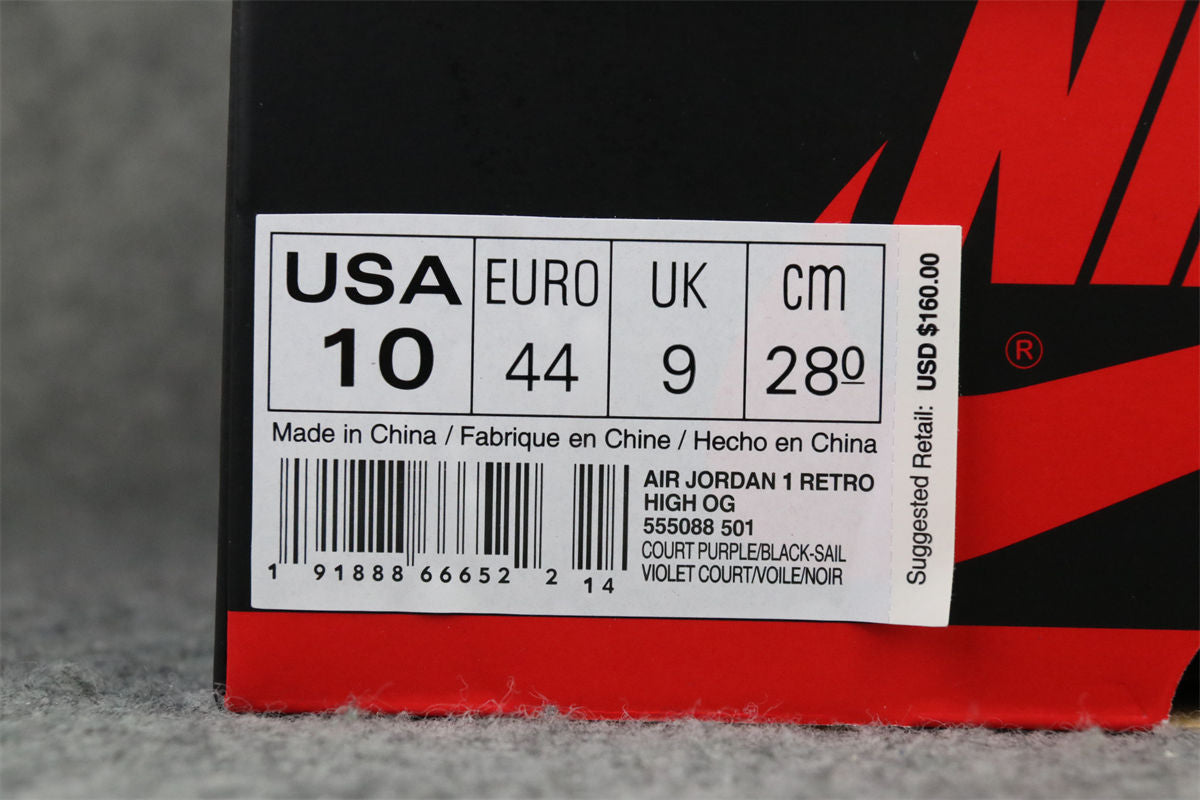 NIK
®
USA EURO UK cm
10 44 9 280
Made in China / Fabrique en Chine / Hecho en China
AIR JORDAN 1 RETRO
HIGH OG
555088 501
COURT PURPLE/BLACK-SAIL
VIOLET COURT/VOILE/NOIR
1 91888 66652 2 14
Suggested Retail: USD $160.00